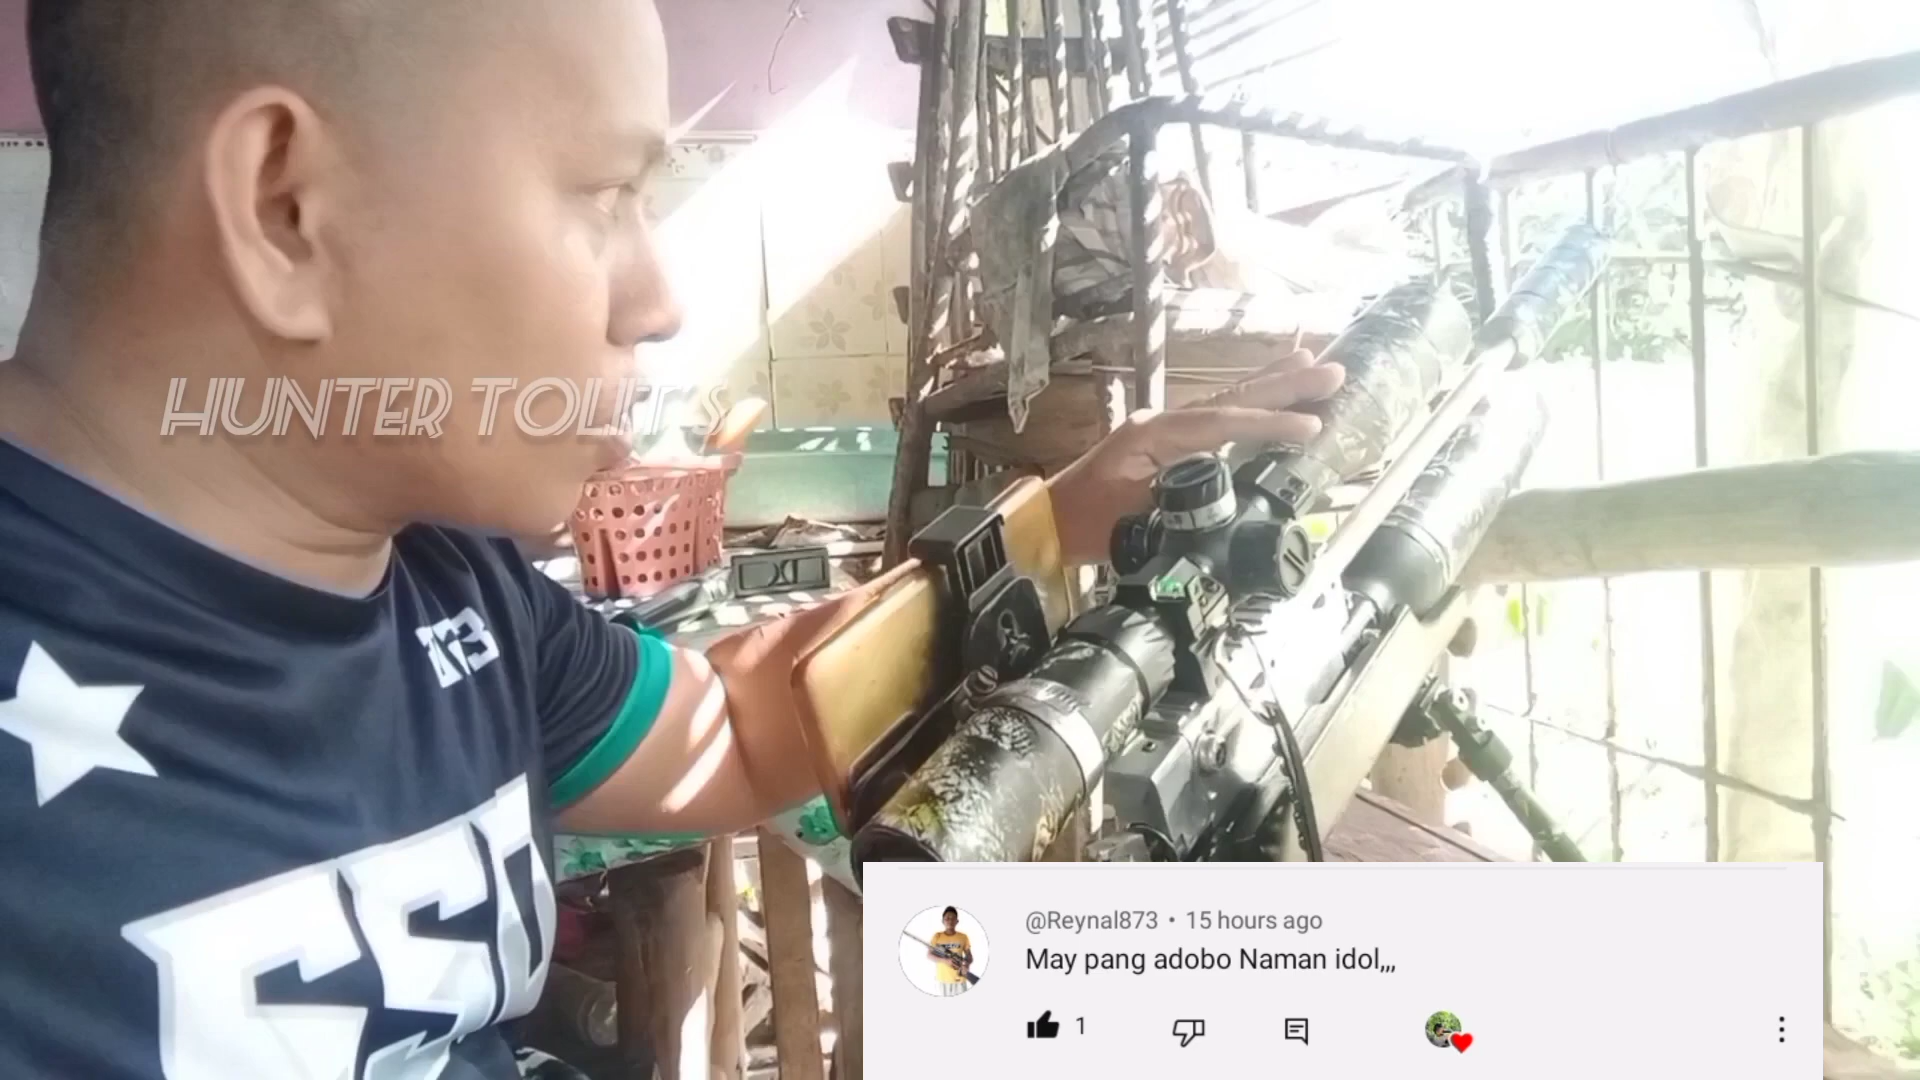 HUNTER TOLIT'S
@Reynal873 • 15 hours ago
May pang adobo Naman idol,,,
1